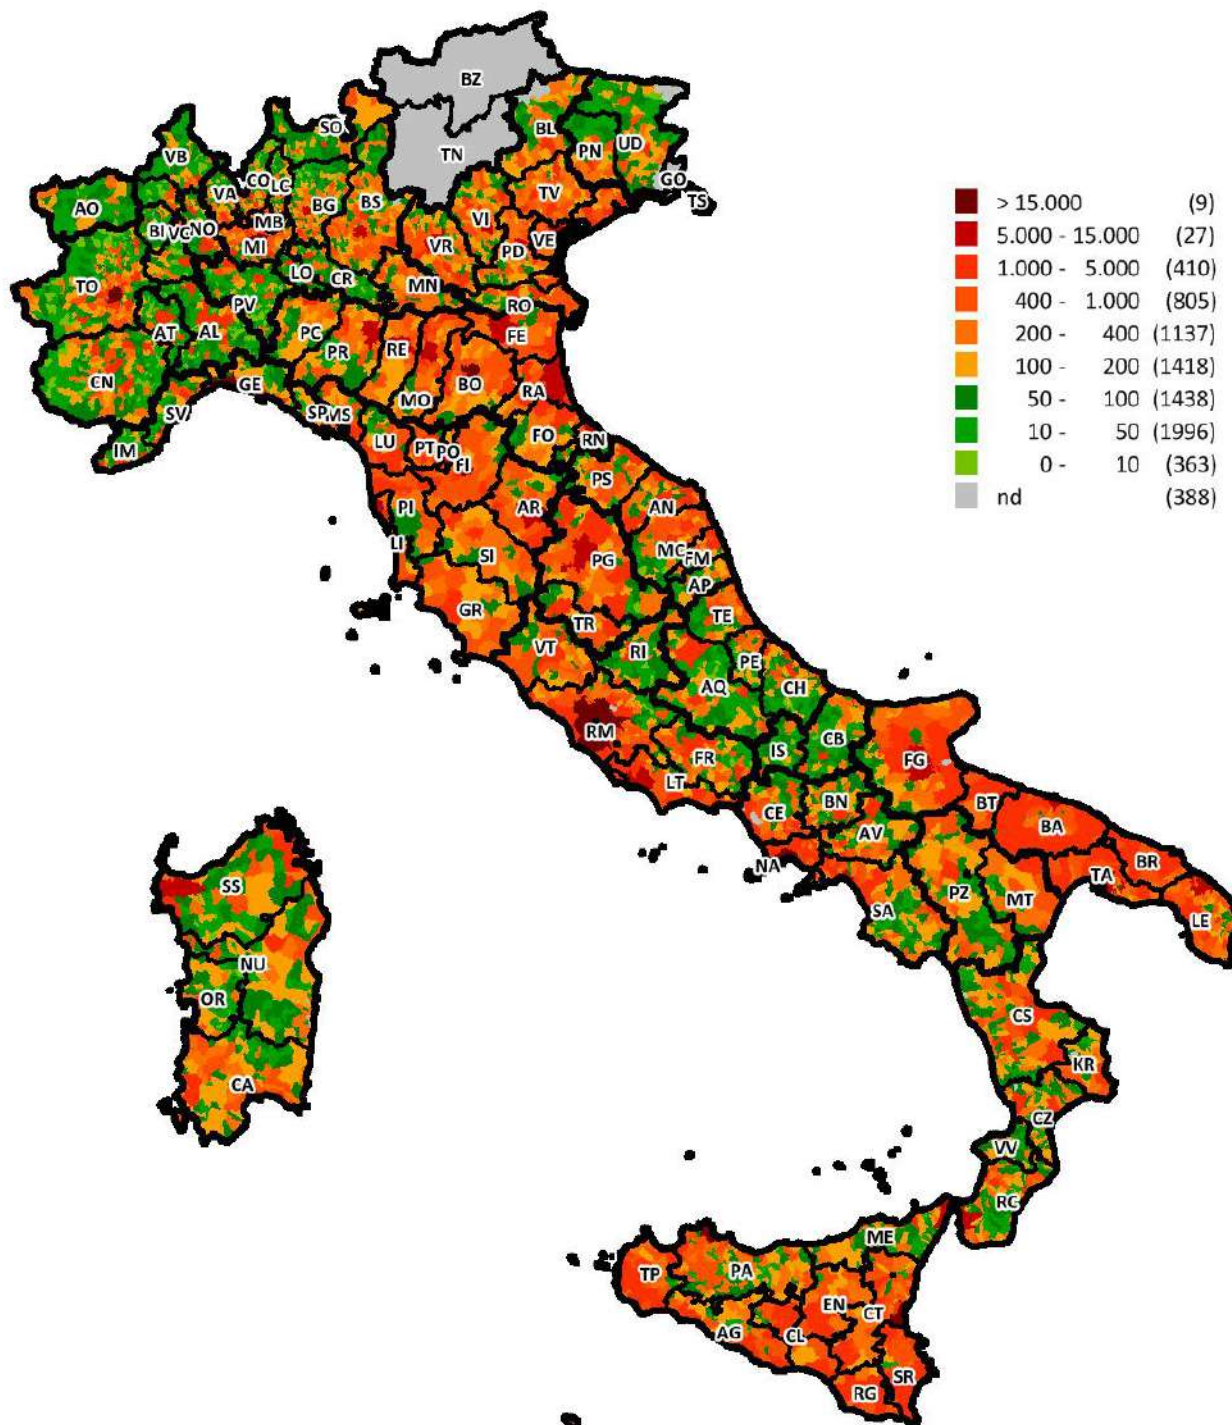 BZ
SO
TN
BL
PN
UD
VB
GO
TS
CO
LC
VA
BG
BS
TV
AO
VI
BI
VC
NO
MB
MI
VR
PD
VE
LO
CR
MN
TO
PV
RO
AT
AL
PC
PR
RE
FE
CN
GE
MO
BO
RA
SP
MS
SV
IM
LU
PT
PO
FI
FO
RN
PS
PI
AR
AN
LI
SI
PG
MC
FM
AP
GR
TR
TE
VT
RI
PE
AQ
CH
RM
FR
IS
CB
FG
LT
CE
BN
BT
AV
BA
NA
BR
TA
SS
SA
PZ
MT
LE
NU
OR
CS
CA
KR
CZ
VV
RC
ME
TP
PA
EN
CT
AG
CL
SR
RG
> 15.000 (9)
5.000 - 15.000 (27)
1.000 - 5.000 (410)
400 - 1.000 (805)
200 - 400 (1137)
100 - 200 (1418)
50 - 100 (1438)
10 - 50 (1996)
0 - 10 (363)
nd (388)